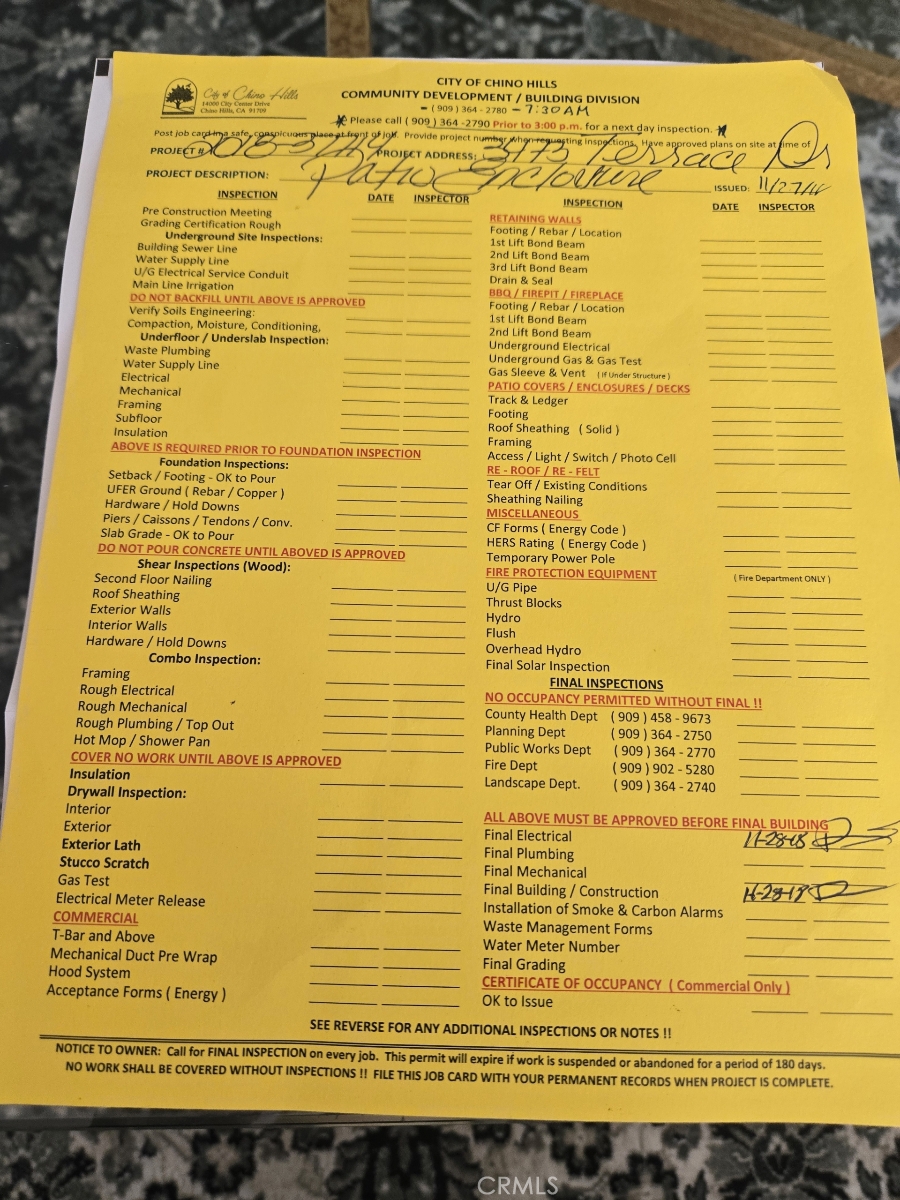 City of Chino Hills
14000 City Center Drive
Chino Hills, CA 91709
CITY OF CHINO HILLS
COMMUNITY DEVELOPMENT / BUILDING DIVISION
- ( 909 ) 364 - 2780 - 7:30AM
* Please call ( 909 ) 364 -2790 Prior to 3:00 p.m. for a next day inspection. *
Post job card in a safe, conspicuous place at front of job. Provide project number when requesting inspections. Have approved plans on site at time of
PROJECT # PROJECT ADDRESS: 3173 Terrace Dr
PROJECT DESCRIPTION: Patio Enclosure ISSUED:
INSPECTION DATE INSPECTOR
Pre Construction Meeting
Grading Certification Rough
Underground Site Inspections:
Building Sewer Line
Water Supply Line
U/G Electrical Service Conduit
Main Line Irrigation
DO NOT BACKFILL UNTIL ABOVE IS APPROVED
Verify Soils Engineering:
Compaction, Moisture, Conditioning,
Underfloor / Underslab Inspection:
Waste Plumbing
Water Supply Line
Electrical
Mechanical
Framing
Subfloor
Insulation
ABOVE IS REQUIRED PRIOR TO FOUNDATION INSPECTION
Foundation Inspections:
Setback / Footing - OK to Pour
UFER Ground ( Rebar / Copper )
Hardware / Hold Downs
Piers / Caissons / Tendons / Conv.
Slab Grade - OK to Pour
DO NOT POUR CONCRETE UNTIL ABOVED IS APPROVED
Shear Inspections (Wood):
Second Floor Nailing
Roof Sheathing
Exterior Walls
Interior Walls
Hardware / Hold Downs
Combo Inspection:
Framing
Rough Electrical
Rough Mechanical
Rough Plumbing / Top Out
Hot Mop / Shower Pan
COVER NO WORK UNTIL ABOVE IS APPROVED
Insulation
Drywall Inspection:
Interior
Exterior
Exterior Lath
Stucco Scratch
Gas Test
Electrical Meter Release
COMMERCIAL
T-Bar and Above
Mechanical Duct Pre Wrap
Hood System
Acceptance Forms ( Energy )
INSPECTION DATE INSPECTOR
RETAINING WALLS
Footing / Rebar / Location
1st Lift Bond Beam
2nd Lift Bond Beam
3rd Lift Bond Beam
Drain & Seal
BBQ / FIREPIT / FIREPLACE
Footing / Rebar / Location
1st Lift Bond Beam
2nd Lift Bond Beam
Underground Electrical
Underground Gas & Gas Test
Gas Sleeve & Vent ( If Under Structure )
PATIO COVERS / ENCLOSURES / DECKS
Track & Ledger
Footing
Roof Sheathing ( Solid )
Framing
Access / Light / Switch / Photo Cell
RE - ROOF / RE - FELT
Tear Off / Existing Conditions
Sheathing Nailing
MISCELLANEOUS
CF Forms ( Energy Code )
HERS Rating ( Energy Code )
Temporary Power Pole
FIRE PROTECTION EQUIPMENT ( Fire Department ONLY )
U/G Pipe
Thrust Blocks
Hydro
Flush
Overhead Hydro
Final Solar Inspection
FINAL INSPECTIONS
NO OCCUPANCY PERMITTED WITHOUT FINAL !!
County Health Dept ( 909 ) 458 - 9673
Planning Dept ( 909 ) 364 - 2750
Public Works Dept ( 909 ) 364 - 2770
Fire Dept ( 909 ) 902 - 5280
Landscape Dept. ( 909 ) 364 - 2740
ALL ABOVE MUST BE APPROVED BEFORE FINAL BUILDING
Final Electrical 11-28-18
Final Plumbing
Final Mechanical
Final Building / Construction 11-28-18
Installation of Smoke & Carbon Alarms
Waste Management Forms
Water Meter Number
Final Grading
CERTIFICATE OF OCCUPANCY ( Commercial Only )
OK to Issue
SEE REVERSE FOR ANY ADDITIONAL INSPECTIONS OR NOTES !!
NOTICE TO OWNER: Call for FINAL INSPECTION on every job. This permit will expire if work is suspended or abandoned for a period of 180 days.
NO WORK SHALL BE COVERED WITHOUT INSPECTIONS !! FILE THIS JOB CARD WITH YOUR PERMANENT RECORDS WHEN PROJECT IS COMPLETE.
CRMLS